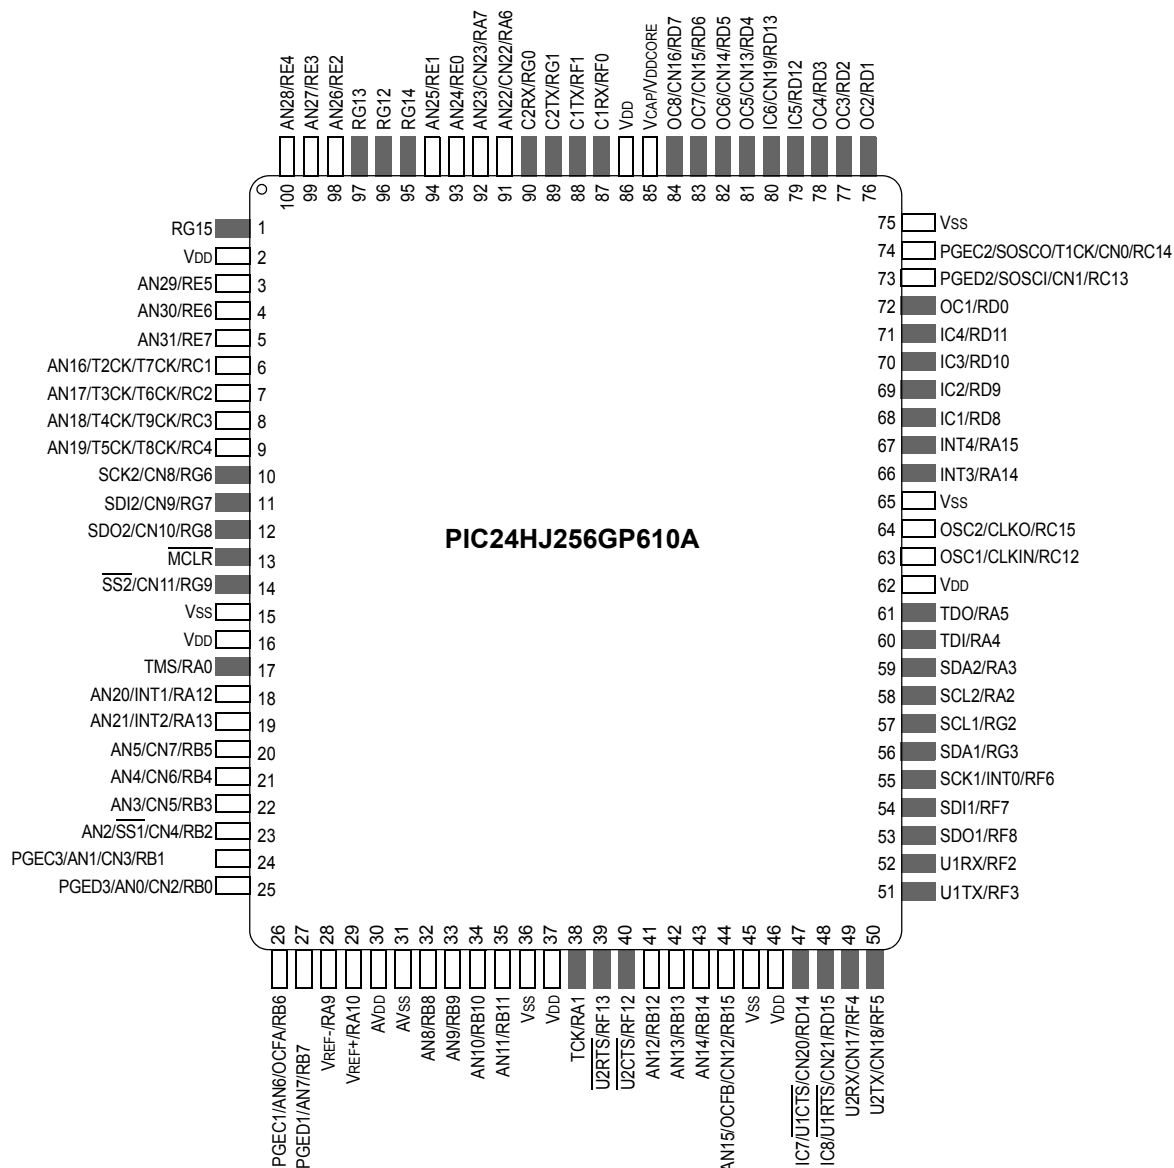 AN28/RE4
AN27/RE3
AN26/RE2
RG13
RG12
RG14
AN25/RE1
AN24/RE0
AN23/CN23/RA7
AN22/CN22/RA6
C2RX/RG0
C2TX/RG1
C1TX/RF1
C1RX/RF0
VDD
VCAP/VDDCORE
OC8/CN16/RD7
OC7/CN15/RD6
OC6/CN14/RD5
OC5/CN13/RD4
IC6/CN19/RD13
IC5/RD12
OC4/RD3
OC3/RD2
OC2/RD1
100 99 98 97 96 95 94 93 92 91 90 89 88 87 86 85 84 83 82 81 80 79 78 77 76
RG15 1
VDD 2
AN29/RE5 3
AN30/RE6 4
AN31/RE7 5
AN16/T2CK/T7CK/RC1 6
AN17/T3CK/T6CK/RC2 7
AN18/T4CK/T9CK/RC3 8
AN19/T5CK/T8CK/RC4 9
SCK2/CN8/RG6 10
SDI2/CN9/RG7 11
SDO2/CN10/RG8 12
MCLR 13
SS2/CN11/RG9 14
VSS 15
VDD 16
TMS/RA0 17
AN20/INT1/RA12 18
AN21/INT2/RA13 19
AN5/CN7/RB5 20
AN4/CN6/RB4 21
AN3/CN5/RB3 22
AN2/SS1/CN4/RB2 23
PGEC3/AN1/CN3/RB1 24
PGED3/AN0/CN2/RB0 25
PIC24HJ256GP610A
75 VSS
74 PGEC2/SOSCO/T1CK/CN0/RC14
73 PGED2/SOSCI/CN1/RC13
72 OC1/RD0
71 IC4/RD11
70 IC3/RD10
69 IC2/RD9
68 IC1/RD8
67 INT4/RA15
66 INT3/RA14
65 VSS
64 OSC2/CLKO/RC15
63 OSC1/CLKIN/RC12
62 VDD
61 TDO/RA5
60 TDI/RA4
59 SDA2/RA3
58 SCL2/RA2
57 SCL1/RG2
56 SDA1/RG3
55 SCK1/INT0/RF6
54 SDI1/RF7
53 SDO1/RF8
52 U1RX/RF2
51 U1TX/RF3
26 27 28 29 30 31 32 33 34 35 36 37 38 39 40 41 42 43 44 45 46 47 48 49 50
PGEC1/AN6/OCFA/RB6
PGED1/AN7/RB7
VREF-/RA9
VREF+/RA10
AVDD
AVSS
AN8/RB8
AN9/RB9
AN10/RB10
AN11/RB11
VSS
VDD
TCK/RA1
U2RTS/RF13
U2CTS/RF12
AN12/RB12
AN13/RB13
AN14/RB14
AN15/OCFB/CN12/RB15
VSS
VDD
IC7/U1CTS/CN20/RD14
IC8/U1RTS/CN21/RD15
U2RX/CN17/RF4
U2TX/CN18/RF5